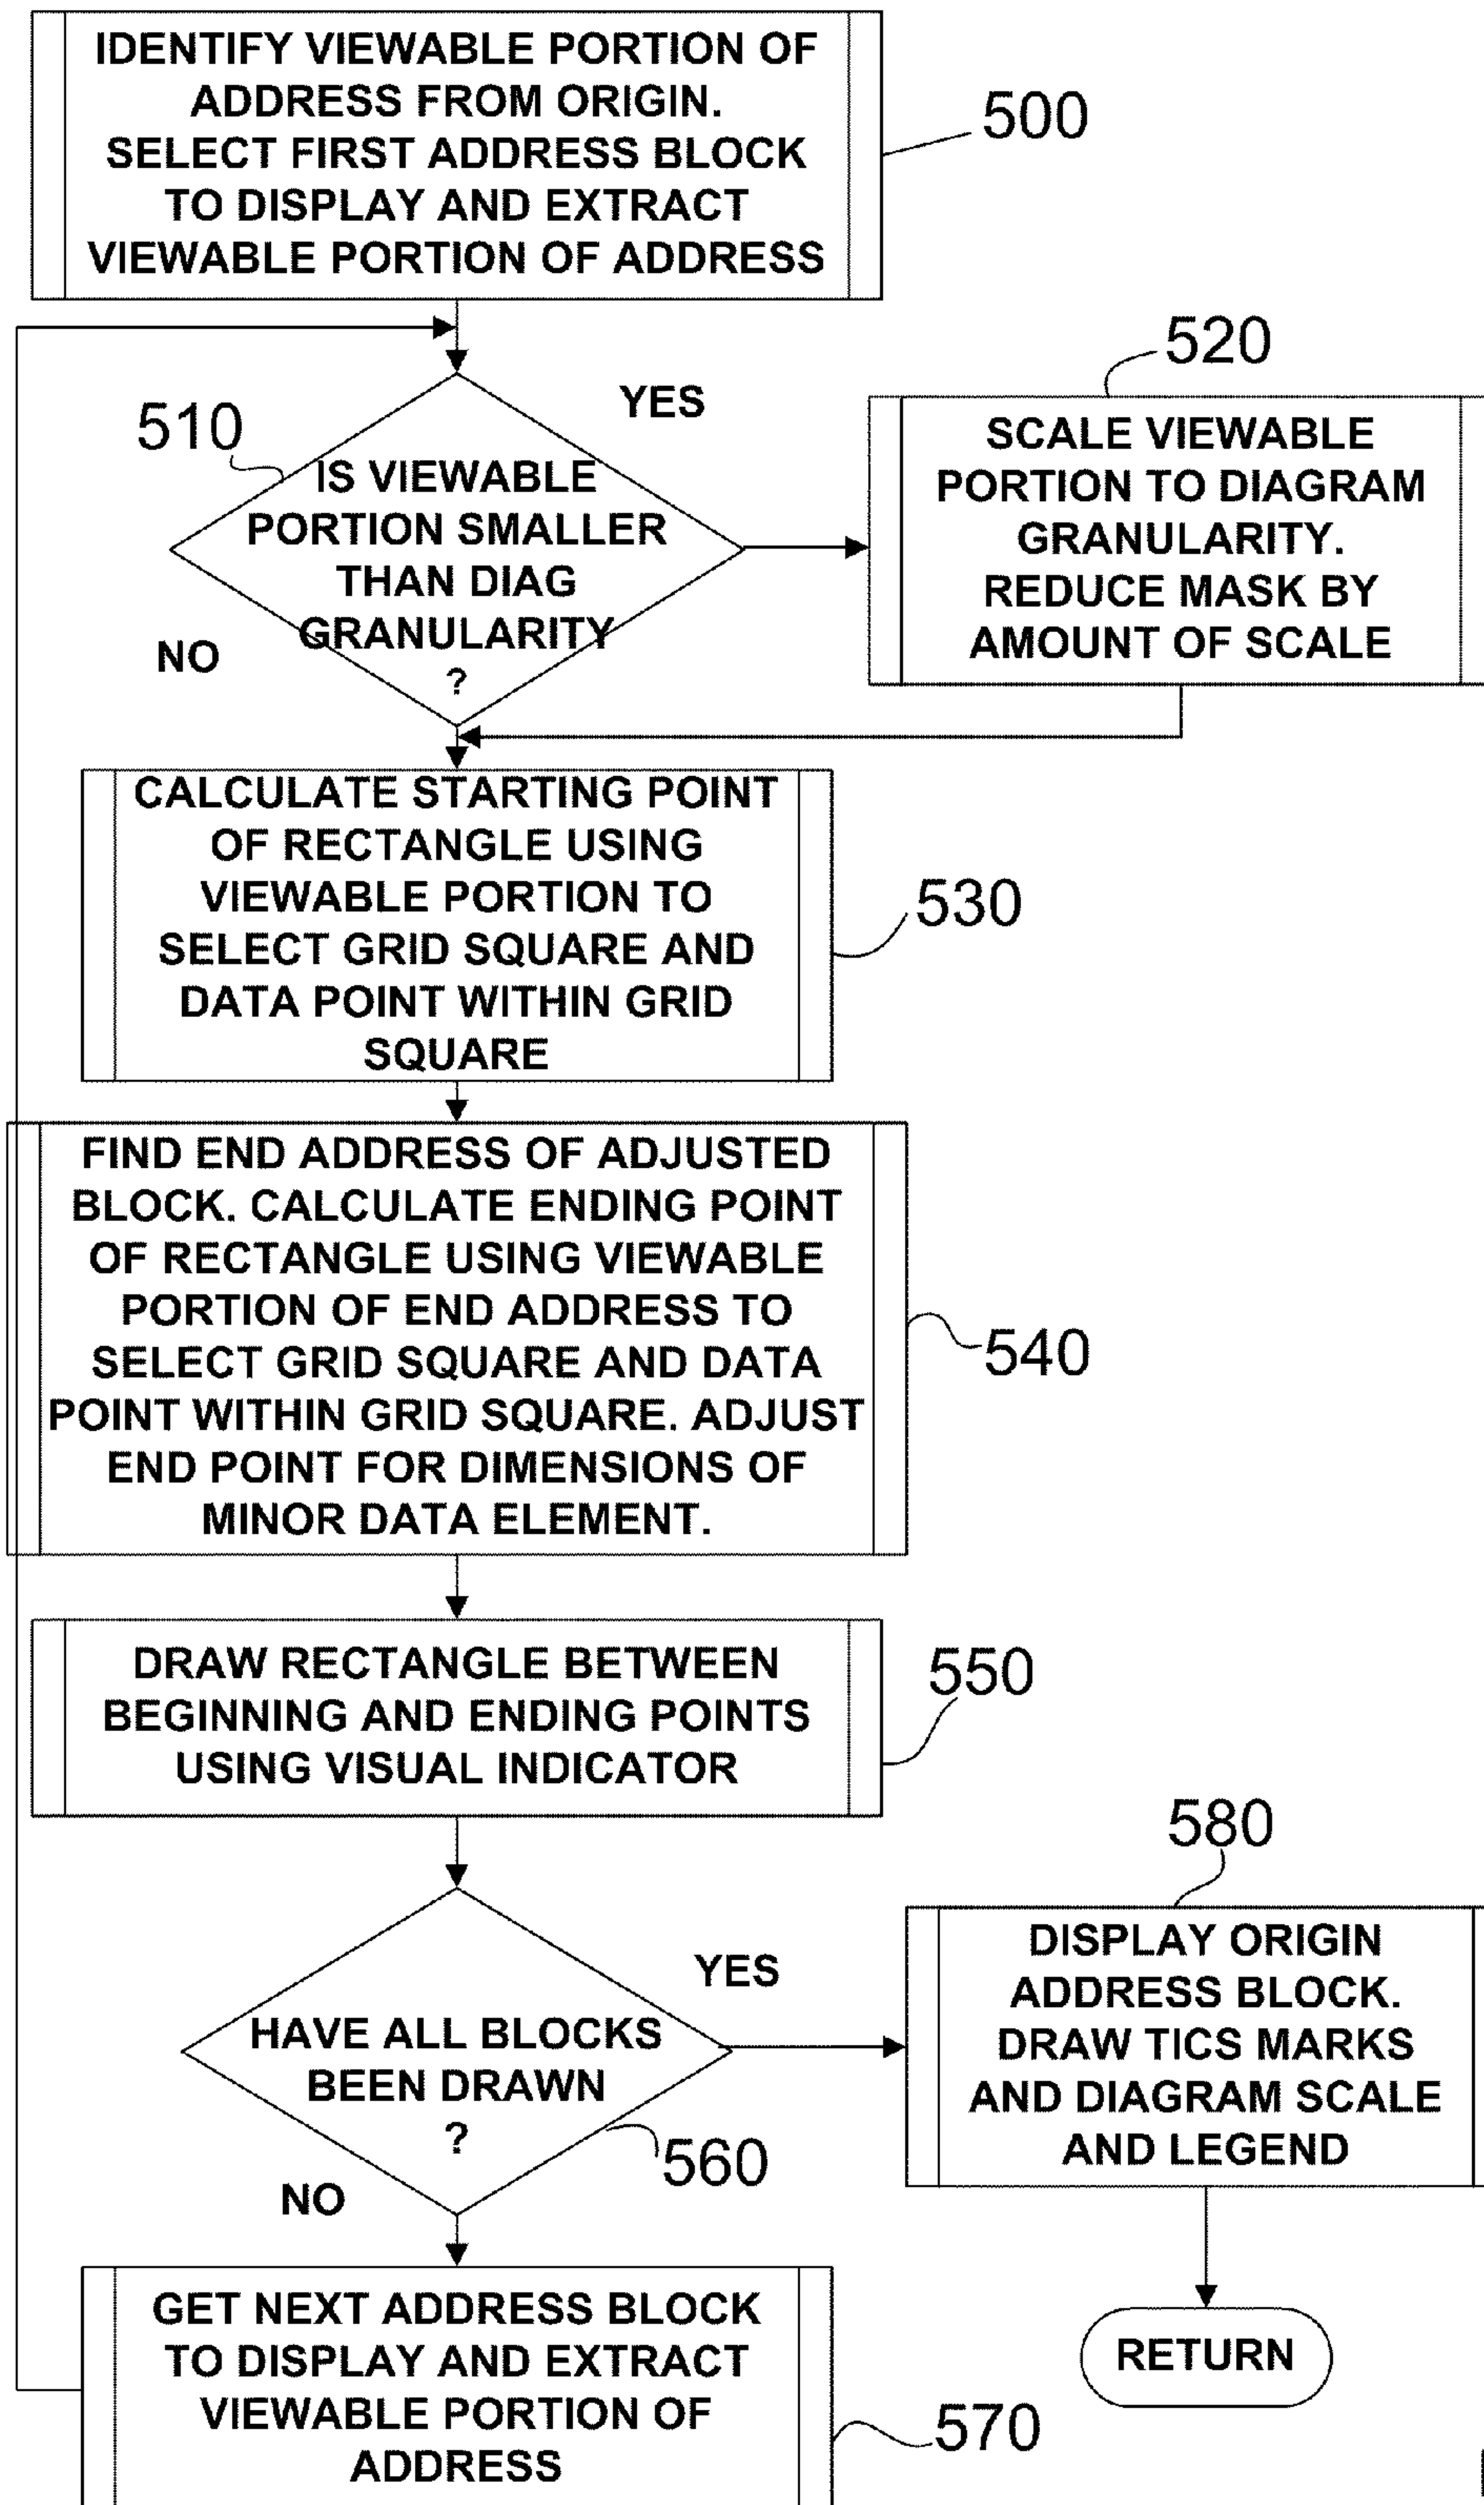 IDENTIFY VIEWABLE PORTION OF
ADDRESS FROM ORIGIN.
SELECT FIRST ADDRESS BLOCK
TO DISPLAY AND EXTRACT
VIEWABLE PORTION OF ADDRESS
500
510
YES
IS VIEWABLE
PORTION SMALLER
THAN DIAG
GRANULARITY
?
NO
520
SCALE VIEWABLE
PORTION TO DIAGRAM
GRANULARITY.
REDUCE MASK BY
AMOUNT OF SCALE
CALCULATE STARTING POINT
OF RECTANGLE USING
VIEWABLE PORTION TO
SELECT GRID SQUARE AND
DATA POINT WITHIN GRID
SQUARE
530
FIND END ADDRESS OF ADJUSTED
BLOCK. CALCULATE ENDING POINT
OF RECTANGLE USING VIEWABLE
PORTION OF END ADDRESS TO
SELECT GRID SQUARE AND DATA
POINT WITHIN GRID SQUARE. ADJUST
END POINT FOR DIMENSIONS OF
MINOR DATA ELEMENT.
540
DRAW RECTANGLE BETWEEN
BEGINNING AND ENDING POINTS
USING VISUAL INDICATOR
550
YES
HAVE ALL BLOCKS
BEEN DRAWN
?
560
NO
580
DISPLAY ORIGIN
ADDRESS BLOCK.
DRAW TICS MARKS
AND DIAGRAM SCALE
AND LEGEND
RETURN
GET NEXT ADDRESS BLOCK
TO DISPLAY AND EXTRACT
VIEWABLE PORTION OF
ADDRESS
570